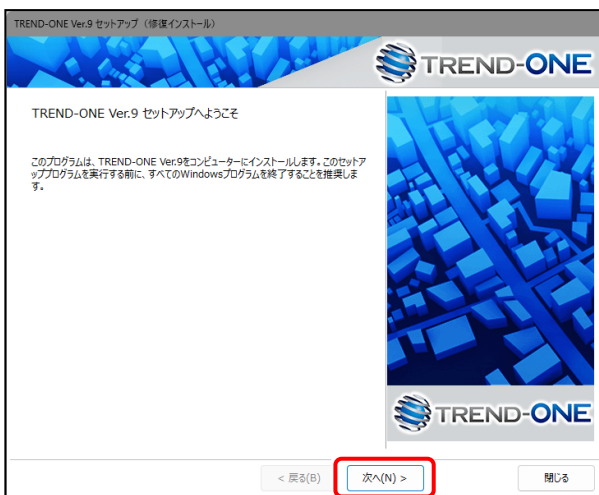 TREND-ONE Ver.9 セットアップ（修復インストール）
TREND-ONE
TREND-ONE Ver.9 セットアップへようこそ
このプログラムは、TREND-ONE Ver.9をコンピューターにインストールします。このセットア
ッププログラムを実行する前に、すべてのWindowsプログラムを終了することを推奨しま
す。
TREND-ONE
< 戻る(B)
次へ(N) >
閉じる